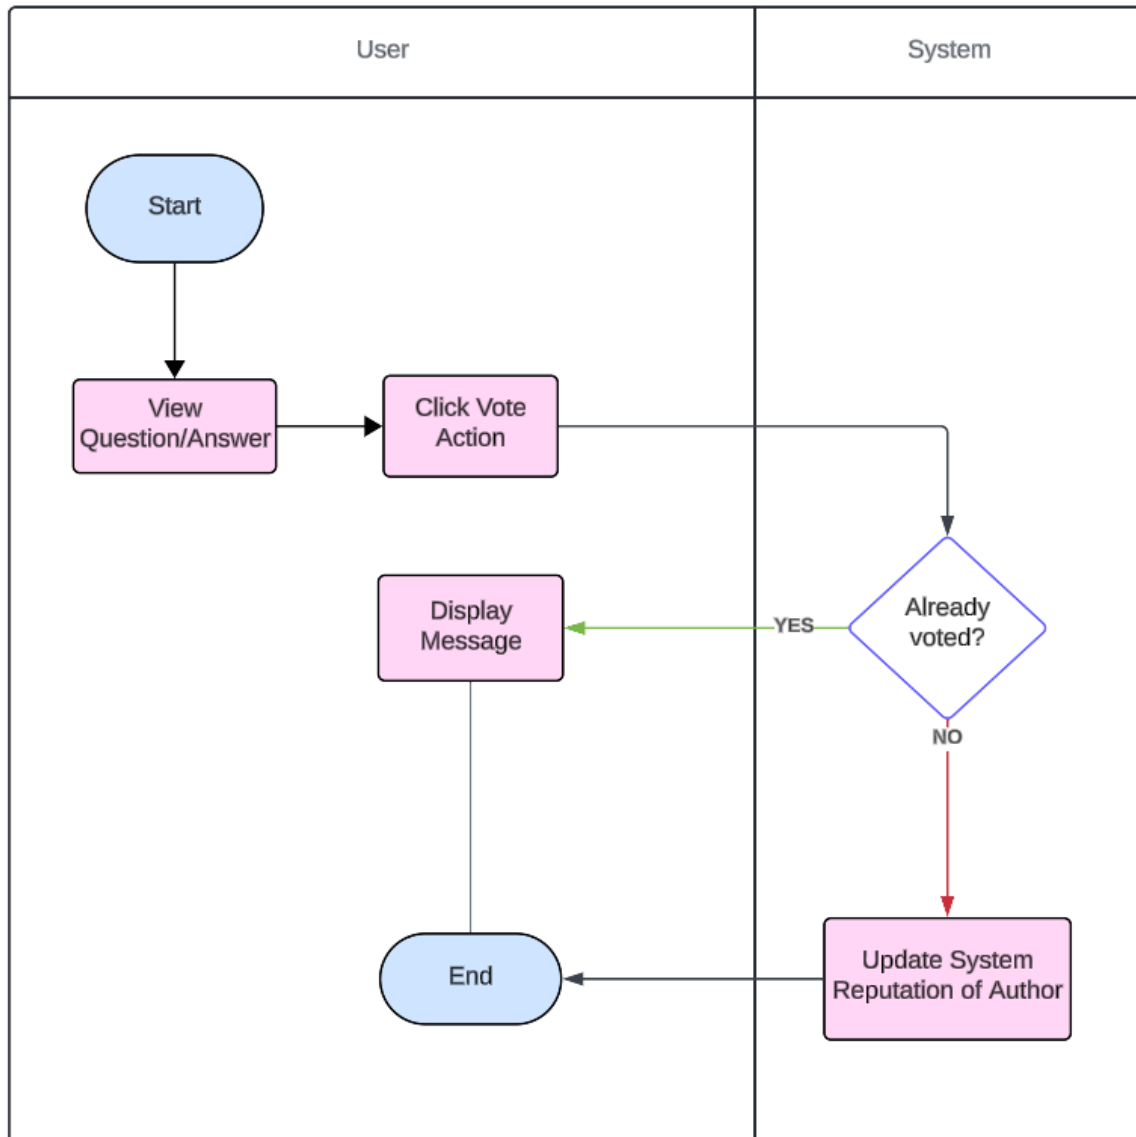 User
System
Start
View
Question/Answer
Click Vote
Action
Already
voted?
YES
Display
Message
NO
Update System
Reputation of Author
End